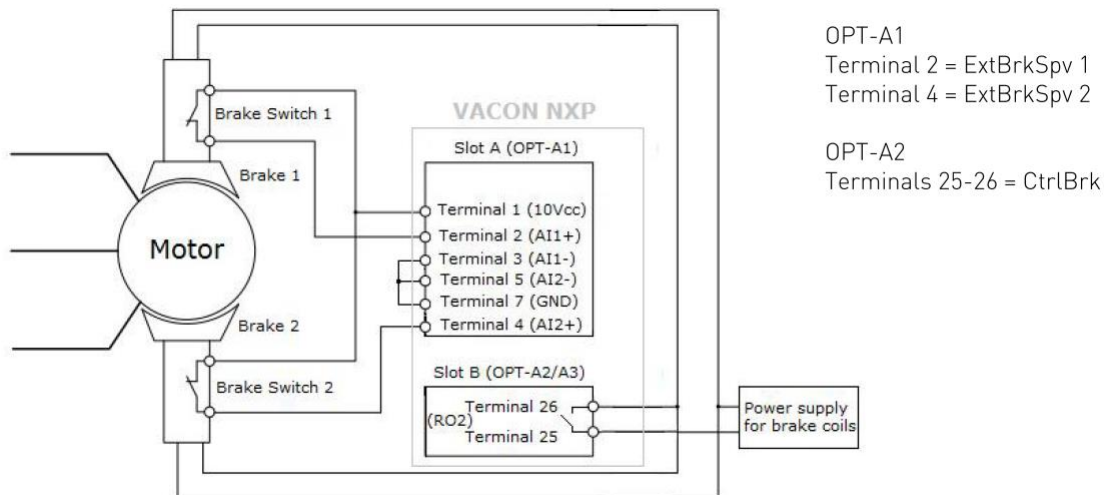 OPT-A1
Terminal 2 = ExtBrkSpv 1
Terminal 4 = ExtBrkSpv 2
OPT-A2
Terminals 25-26 = CtrlBrk
Brake Switch 1
Brake 1
Motor
Brake 2
Brake Switch 2
VACON NXP
Slot A (OPT-A1)
Terminal 1 (10Vcc)
Terminal 2 (AI1+)
Terminal 3 (AI1-)
Terminal 5 (AI2-)
Terminal 7 (GND)
Terminal 4 (AI2+)
Slot B (OPT-A2/A3)
Terminal 26
(RO2)
Terminal 25
Power supply
for brake coils